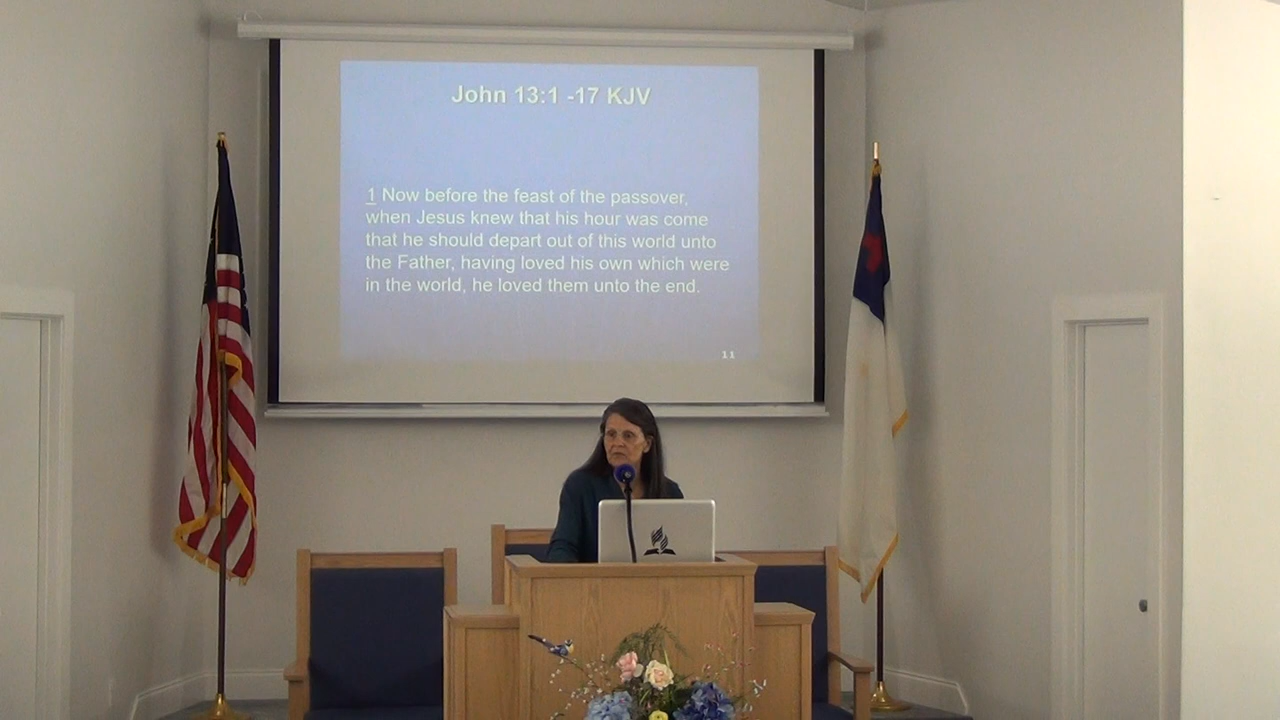 John 13:1 -17 KJV
1 Now before the feast of the passover,
when Jesus knew that his hour was come
that he should depart out of this world unto
the Father, having loved his own which were
in the world, he loved them unto the end.
11